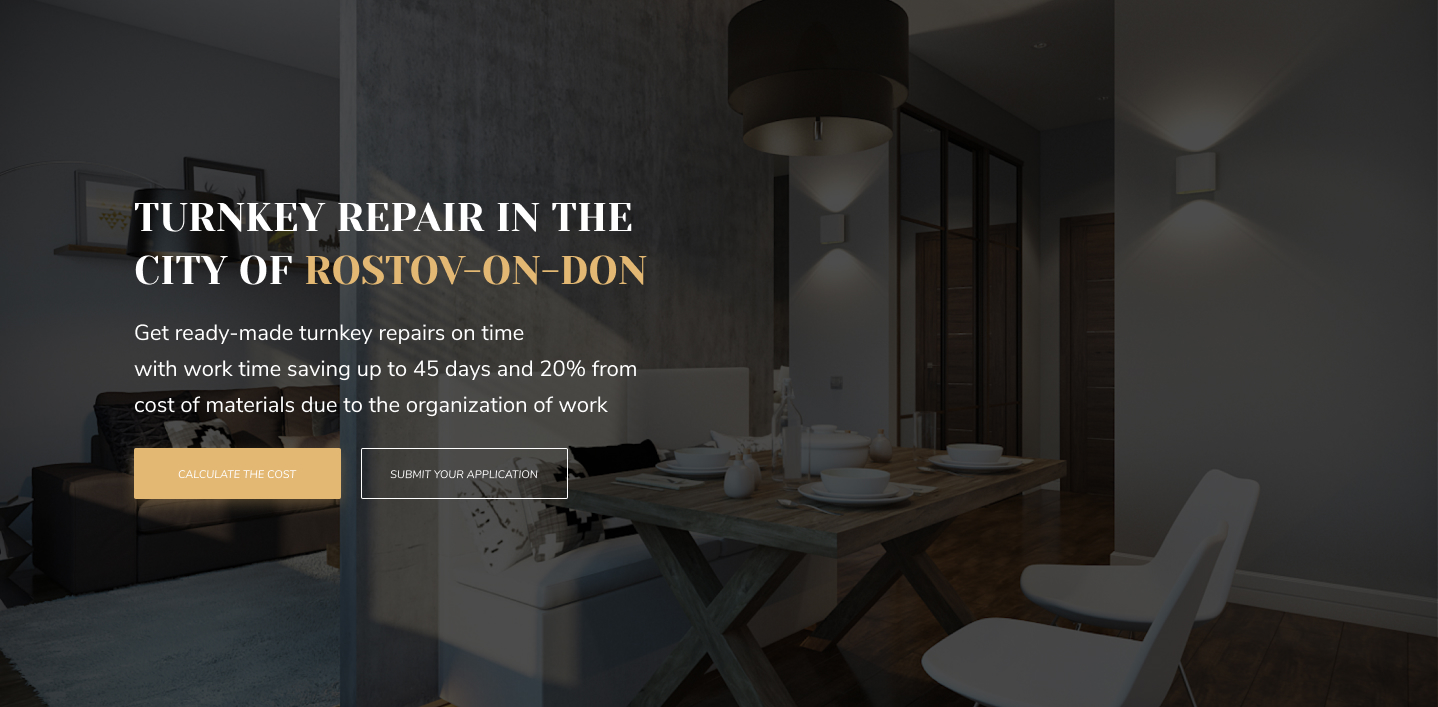 TURNKEY REPAIR IN THE
CITY OF ROSTOV-ON-DON
Get ready-made turnkey repairs on time
with work time saving up to 45 days and 20% from
cost of materials due to the organization of work
CALCULATE THE COST
SUBMIT YOUR APPLICATION